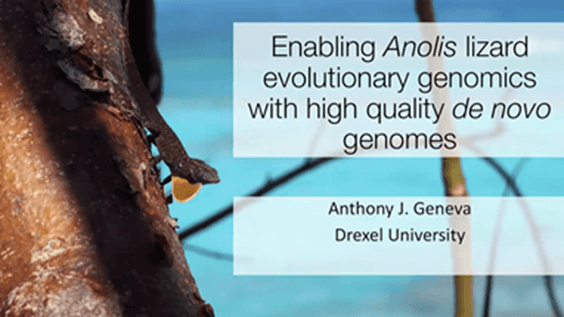 Enabling Anolis lizard
evolutionary genomics
with high quality de novo
genomes
Anthony J. Geneva
Drexel University